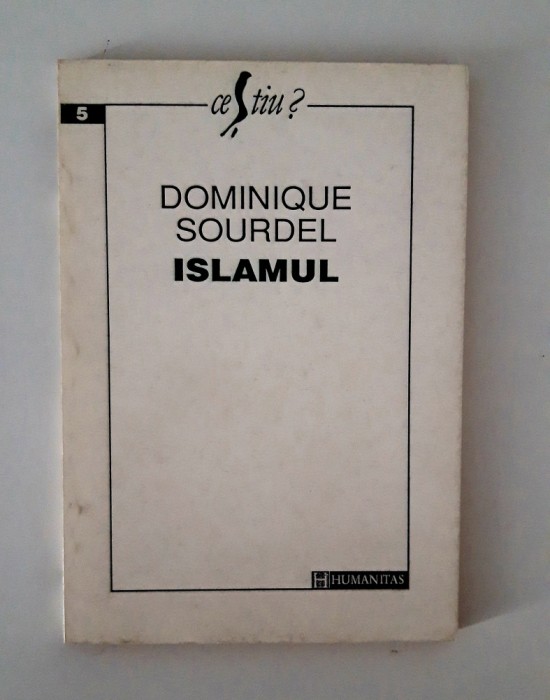 5
ce Știu?
DOMINIQUE
SOURDEL
ISLAMUL
HUMANITAS